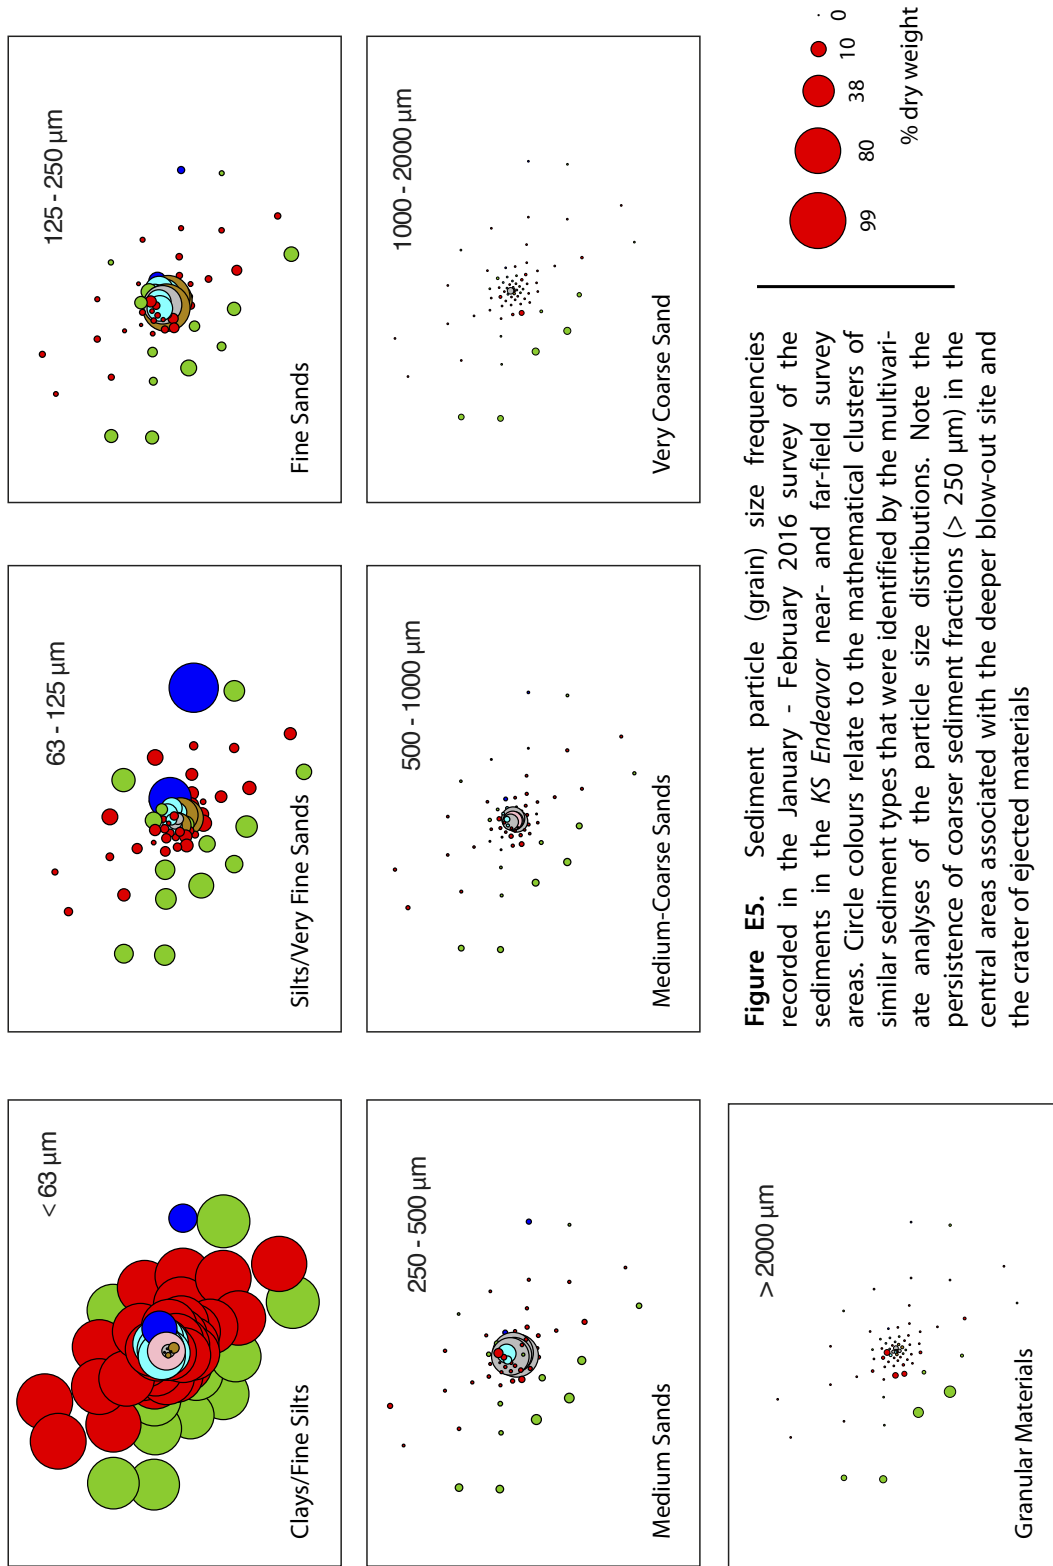 < 63 µm
Clays/Fine Silts
63 - 125 µm
Silts/Very Fine Sands
125 - 250 µm
Fine Sands
250 - 500 µm
Medium Sands
500 - 1000 µm
Medium-Coarse Sands
1000 - 2000 µm
Very Coarse Sand
> 2000 µm
Granular Materials
Figure E5. Sediment particle (grain) size frequencies
recorded in the January - February 2016 survey of the
sediments in the KS Endeavor near- and far-field survey
areas. Circle colours relate to the mathematical clusters of
similar sediment types that were identified by the multivari-
ate analyses of the particle size distributions. Note the
persistence of coarser sediment fractions (> 250 µm) in the
central areas associated with the deeper blow-out site and
the crater of ejected materials
99 80 38 10 0
% dry weight